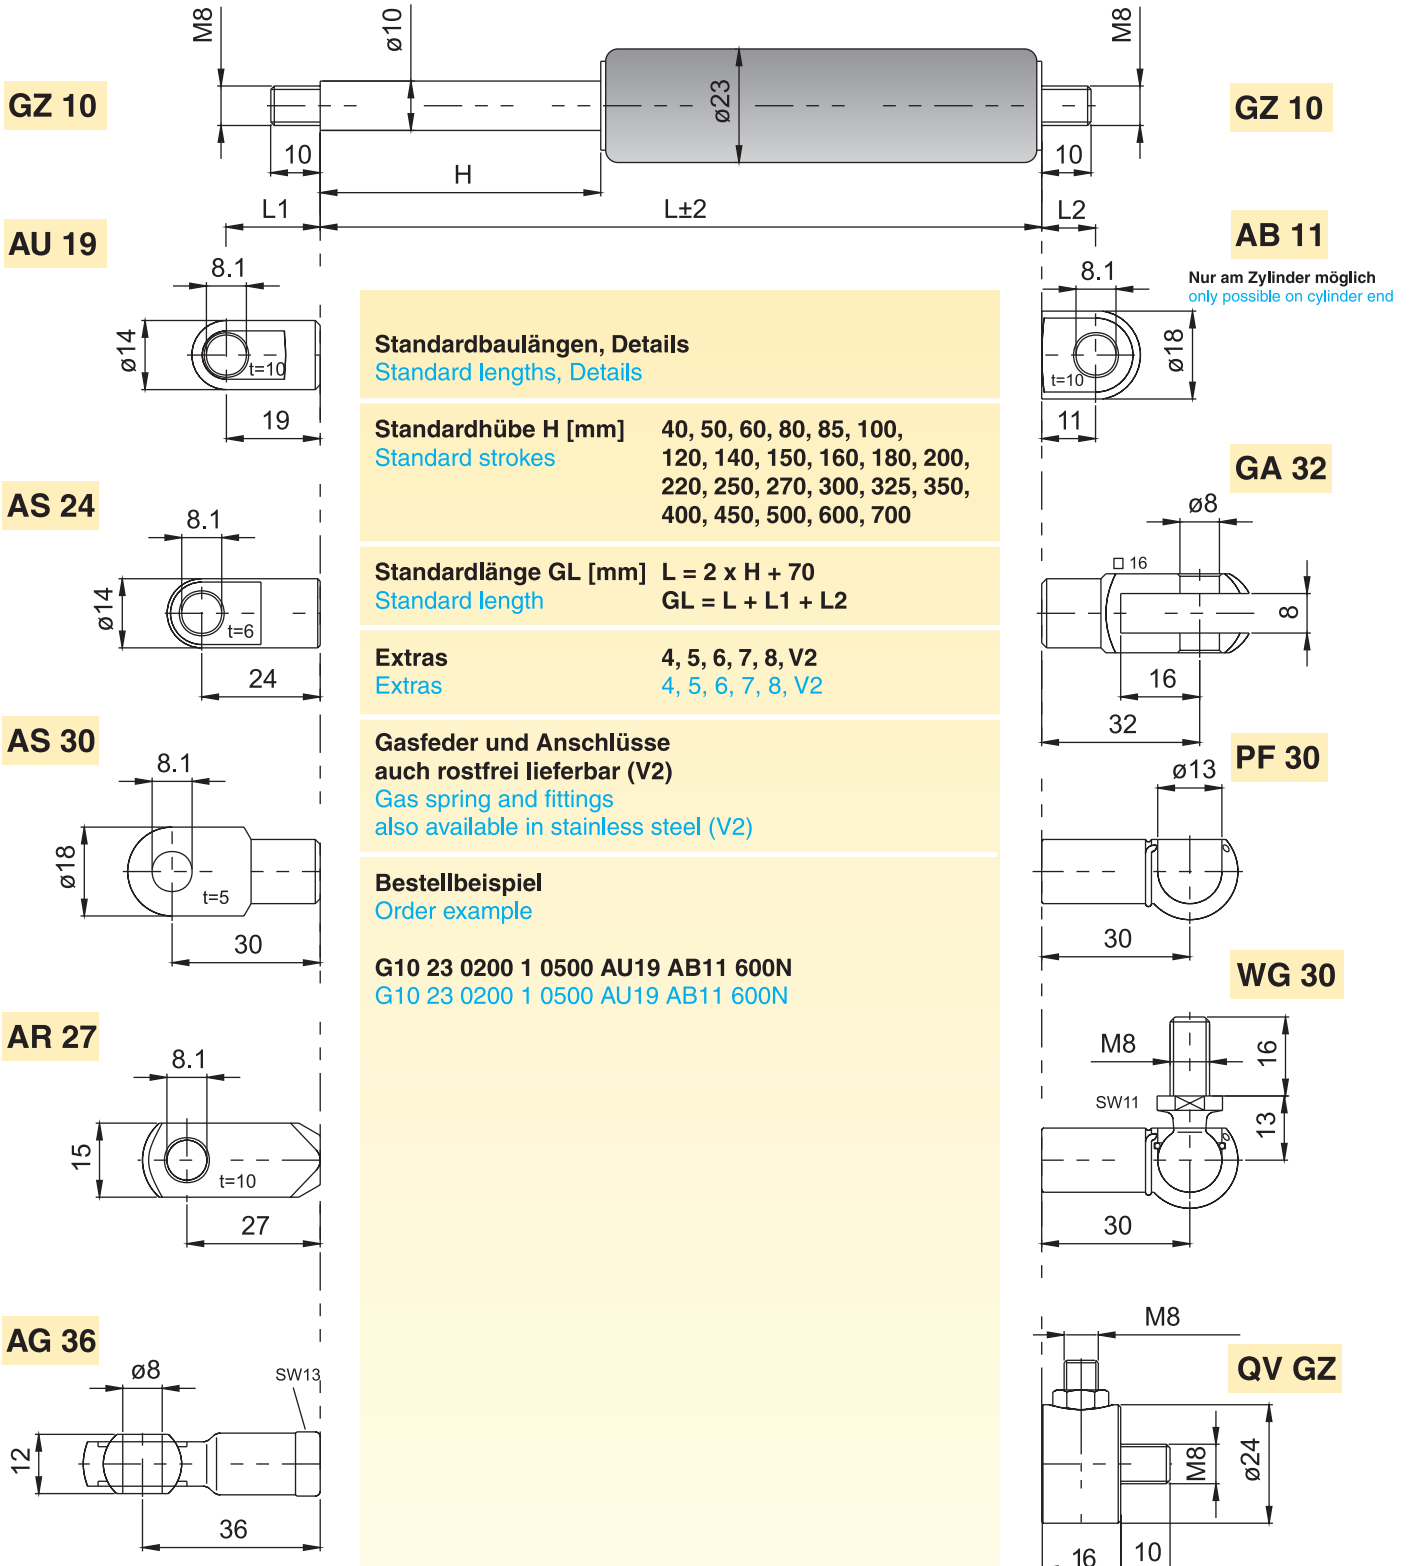 M8
ø10
M8
GZ 10
ø23
GZ 10
10
H
10
L1
L±2
L2
AU 19
AB 11
Nur am Zylinder möglich
only possible on cylinder end
8.1
ø14
t=10
19
8.1
ø18
t=10
11
Standardbaulängen, Details
Standard lengths, Details
Standardhübe H [mm] 40, 50, 60, 80, 85, 100,
Standard strokes 120, 140, 150, 160, 180, 200,
220, 250, 270, 300, 325, 350,
400, 450, 500, 600, 700
Standardlänge GL [mm] L = 2 x H + 70
Standard length GL = L + L1 + L2
Extras 4, 5, 6, 7, 8, V2
Extras 4, 5, 6, 7, 8, V2
Gasfeder und Anschlüsse
auch rostfrei lieferbar (V2)
Gas spring and fittings
also available in stainless steel (V2)
Bestellbeispiel
Order example
G10 23 0200 1 0500 AU19 AB11 600N
G10 23 0200 1 0500 AU19 AB11 600N
AS 24
8.1
ø14
t=6
24
GA 32
ø8
□ 16
8
16
32
AS 30
8.1
ø18
t=5
30
PF 30
ø13
30
AR 27
8.1
15
t=10
27
WG 30
M8
16
SW11
13
30
AG 36
ø8
SW13
12
36
M8
QV GZ
M8
ø24
16
10